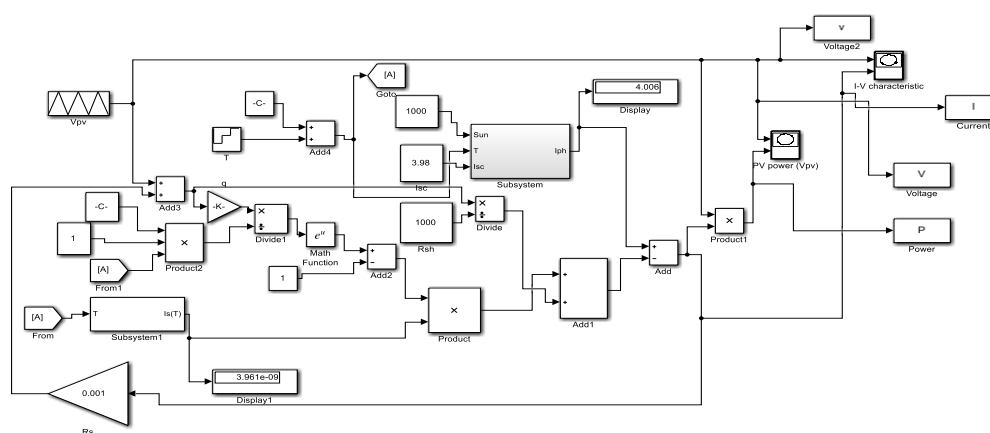 v
Voltage2
I-V characteristic
[A]
Goto
4.006
Display
Vpv
-C-
+
+
Add4
T
1000
Sun
T
Isc
Iph
Subsystem
3.98
Isc
I
Current
PV power (Vpv)
V
Voltage
+
+
Add3
q
-K-
×
÷
Divide1
eᵘ
Math
Function
1000
Rsh
×
÷
Divide
×
Product1
P
Power
-C-
1
[A]
From1
×
Product2
1
+
−
Add2
+
−
Add
[A]
From
T
Is(T)
Subsystem1
×
Product
+
+
Add1
3.961e-09
Display1
0.001